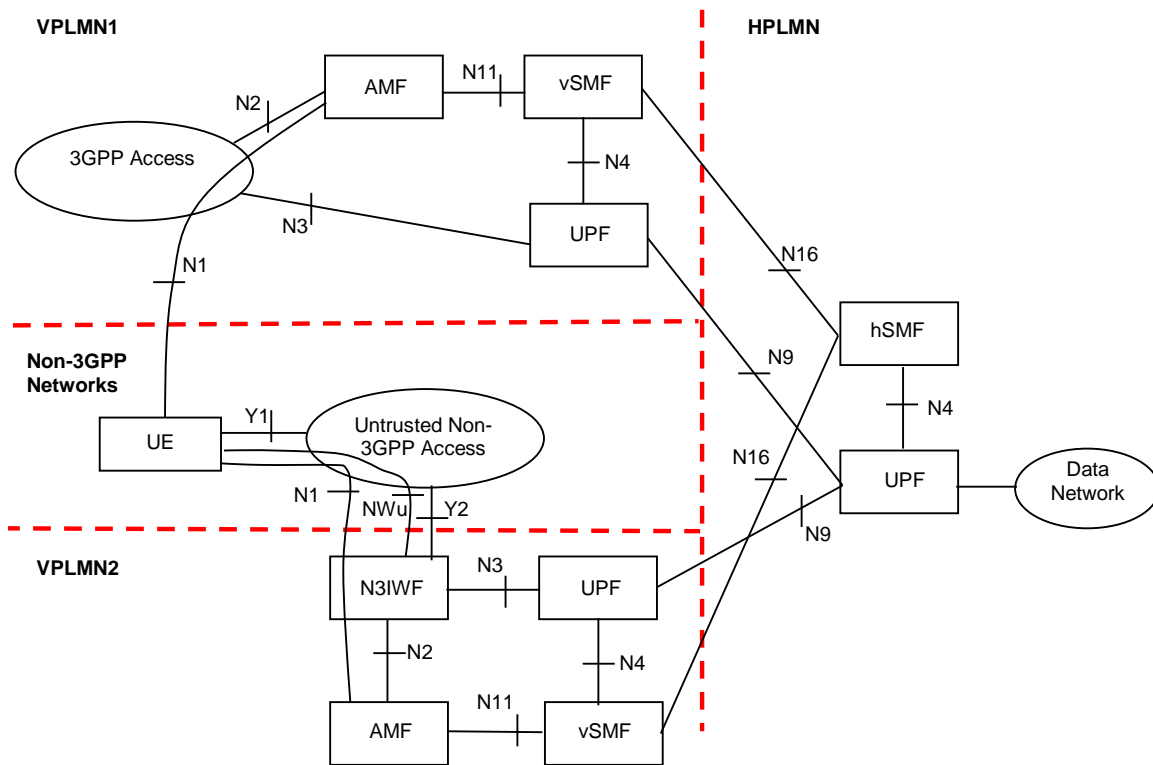 VPLMN1
HPLMN
N11
AMF
vSMF
N2
3GPP Access
N4
N3
UPF
N1
N16
Non-3GPP
Networks
hSMF
N9
Y1
Untrusted Non-
3GPP Access
UE
N4
N16
UPF
Data
Network
N1
NWu
Y2
N9
VPLMN2
N3
N3IWF
UPF
N2
N4
N11
AMF
vSMF